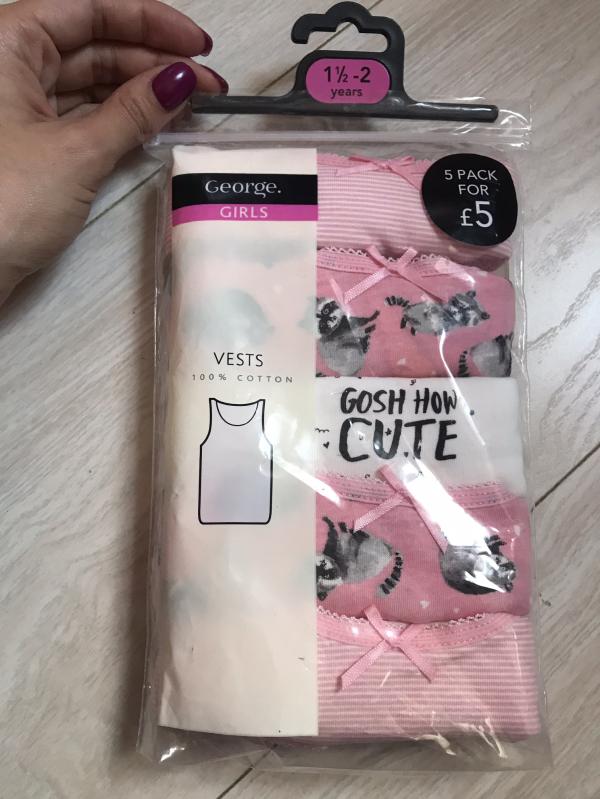 1½ -2
years
George.
GIRLS
5 PACK
FOR
£5
VESTS
100% COTTON
GOSH HOW
CUTE